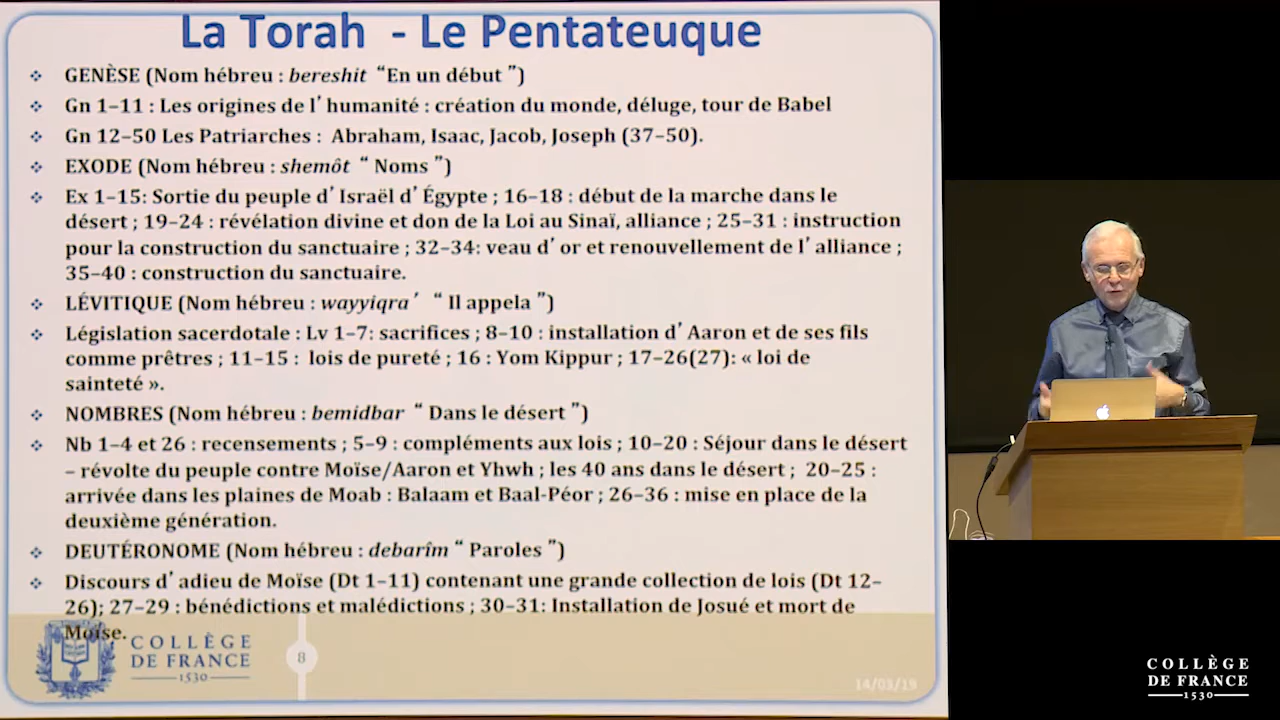 La Torah - Le Pentateuque
❖ GENÈSE (Nom hébreu : bereshit “En un début ”)
❖ Gn 1–11 : Les origines de l’ humanité : création du monde, déluge, tour de Babel
❖ Gn 12–50 Les Patriarches : Abraham, Isaac, Jacob, Joseph (37–50).
❖ EXODE (Nom hébreu : shemôt “ Noms ”)
❖ Ex 1–15: Sortie du peuple d’ Israël d’ Égypte ; 16–18 : début de la marche dans le
désert ; 19–24 : révélation divine et don de la Loi au Sinaï, alliance ; 25–31 : instruction
pour la construction du sanctuaire ; 32–34: veau d’ or et renouvellement de l’ alliance ;
35–40 : construction du sanctuaire.
❖ LÉVITIQUE (Nom hébreu : wayyiqra’ “ Il appela ”)
❖ Législation sacerdotale : Lv 1–7: sacrifices ; 8–10 : installation d’ Aaron et de ses fils
comme prêtres ; 11–15 : lois de pureté ; 16 : Yom Kippur ; 17–26(27): « loi de
sainteté ».
❖ NOMBRES (Nom hébreu : bemidbar “ Dans le désert ”)
❖ Nb 1–4 et 26 : recensements ; 5–9 : compléments aux lois ; 10–20 : Séjour dans le désert
– révolte du peuple contre Moïse/Aaron et Yhwh ; les 40 ans dans le désert ; 20–25 :
arrivée dans les plaines de Moab : Balaam et Baal-Péor ; 26–36 : mise en place de la
deuxième génération.
❖ DEUTÉRONOME (Nom hébreu : debarîm “ Paroles ”)
❖ Discours d’ adieu de Moïse (Dt 1–11) contenant une grande collection de lois (Dt 12–
26); 27–29 : bénédictions et malédictions ; 30–31: Installation de Josué et mort de
Moïse.
COLLÈGE
DE FRANCE
1530
8
14/03/19
COLLÈGE
DE FRANCE
1530